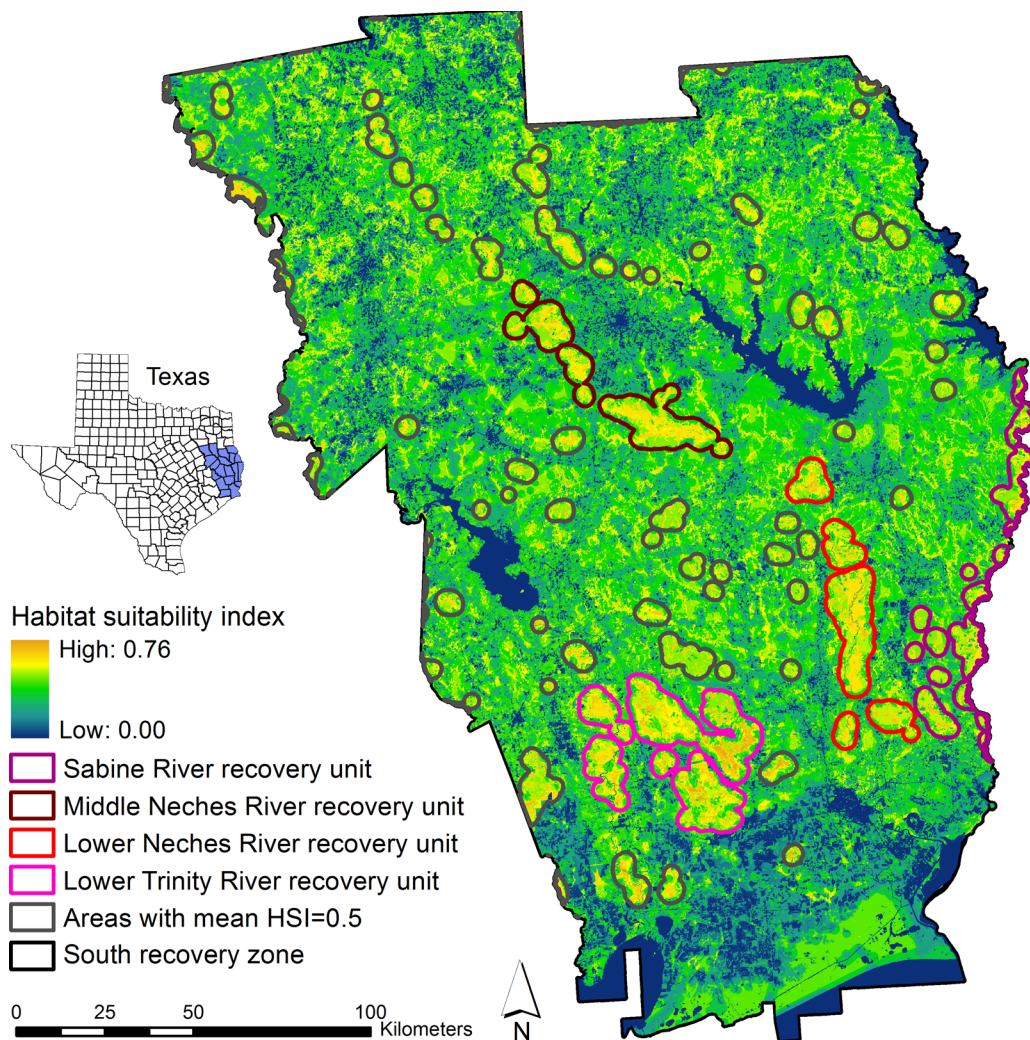 Texas
Habitat suitability index
High: 0.76
Low: 0.00
Sabine River recovery unit
Middle Neches River recovery unit
Lower Neches River recovery unit
Lower Trinity River recovery unit
Areas with mean HSI=0.5
South recovery zone
0 25 50 100
Kilometers
N